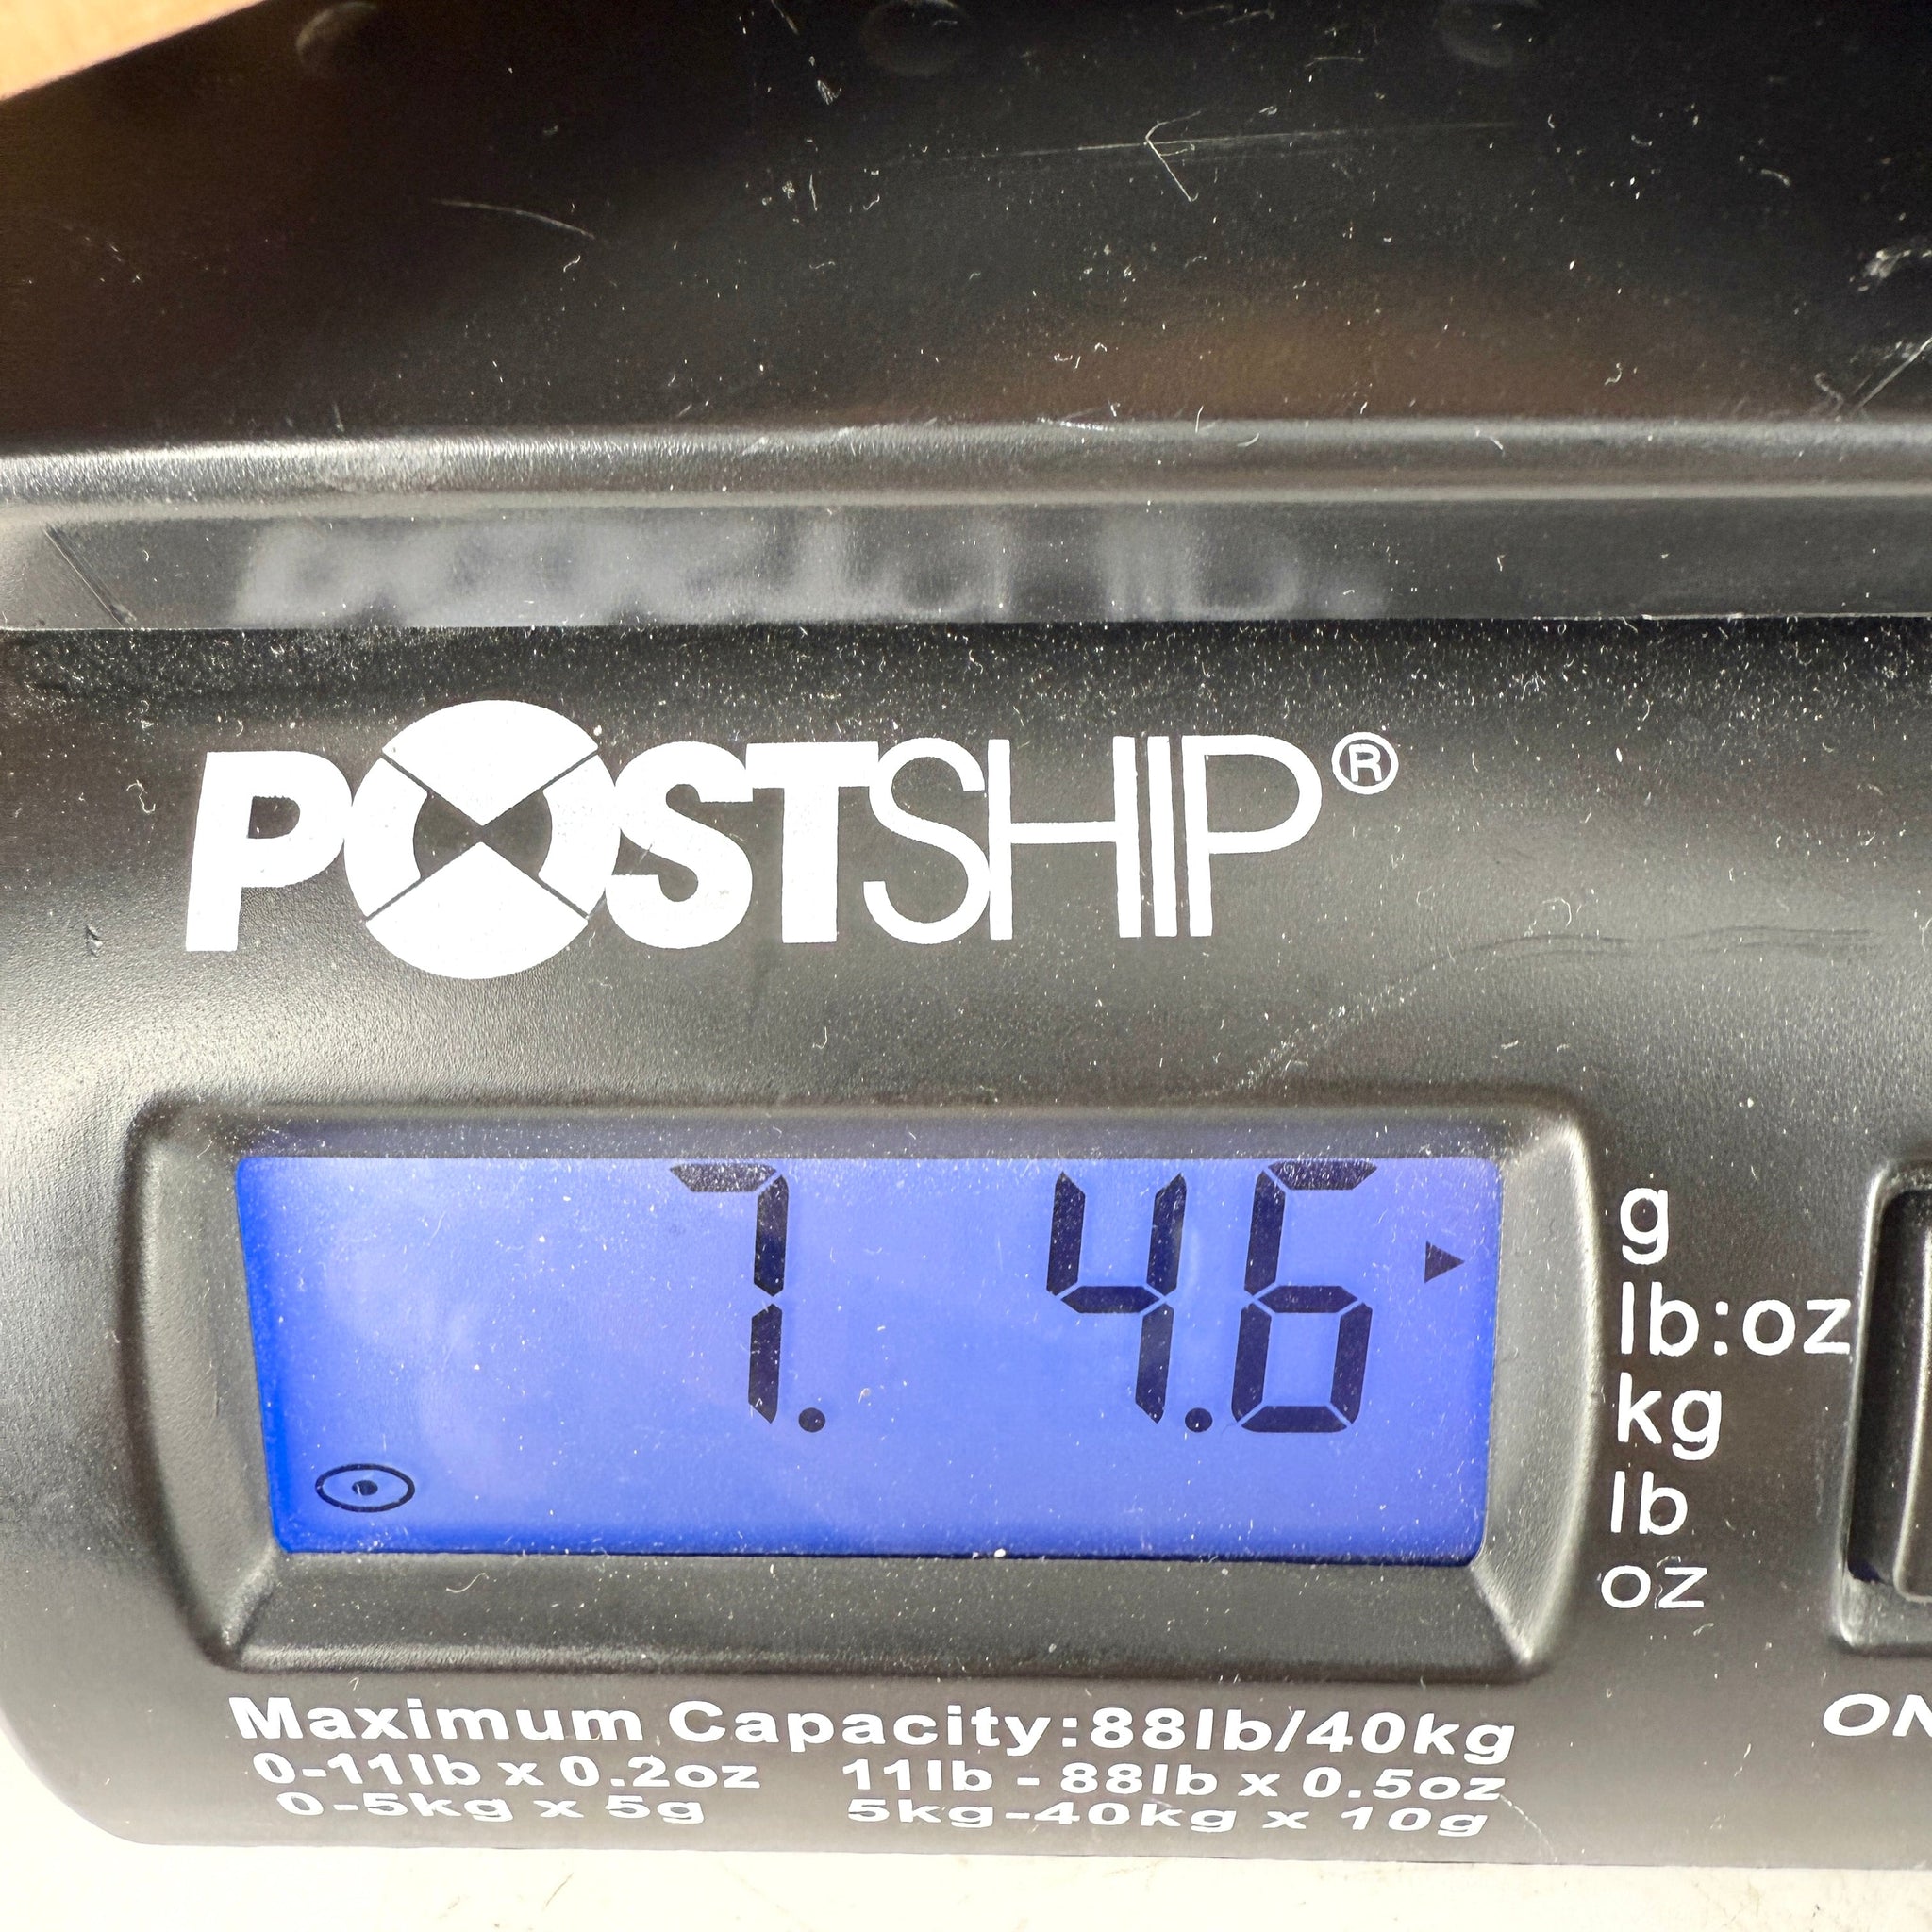 POSTSHIP®
7. 4.6
g
lb:oz
kg
lb
oz
ON
Maximum Capacity:88lb/40kg
0-11lb x 0.2oz 11lb - 88lb x 0.5oz
0-5kg x 5g 5kg-40kg x 10g